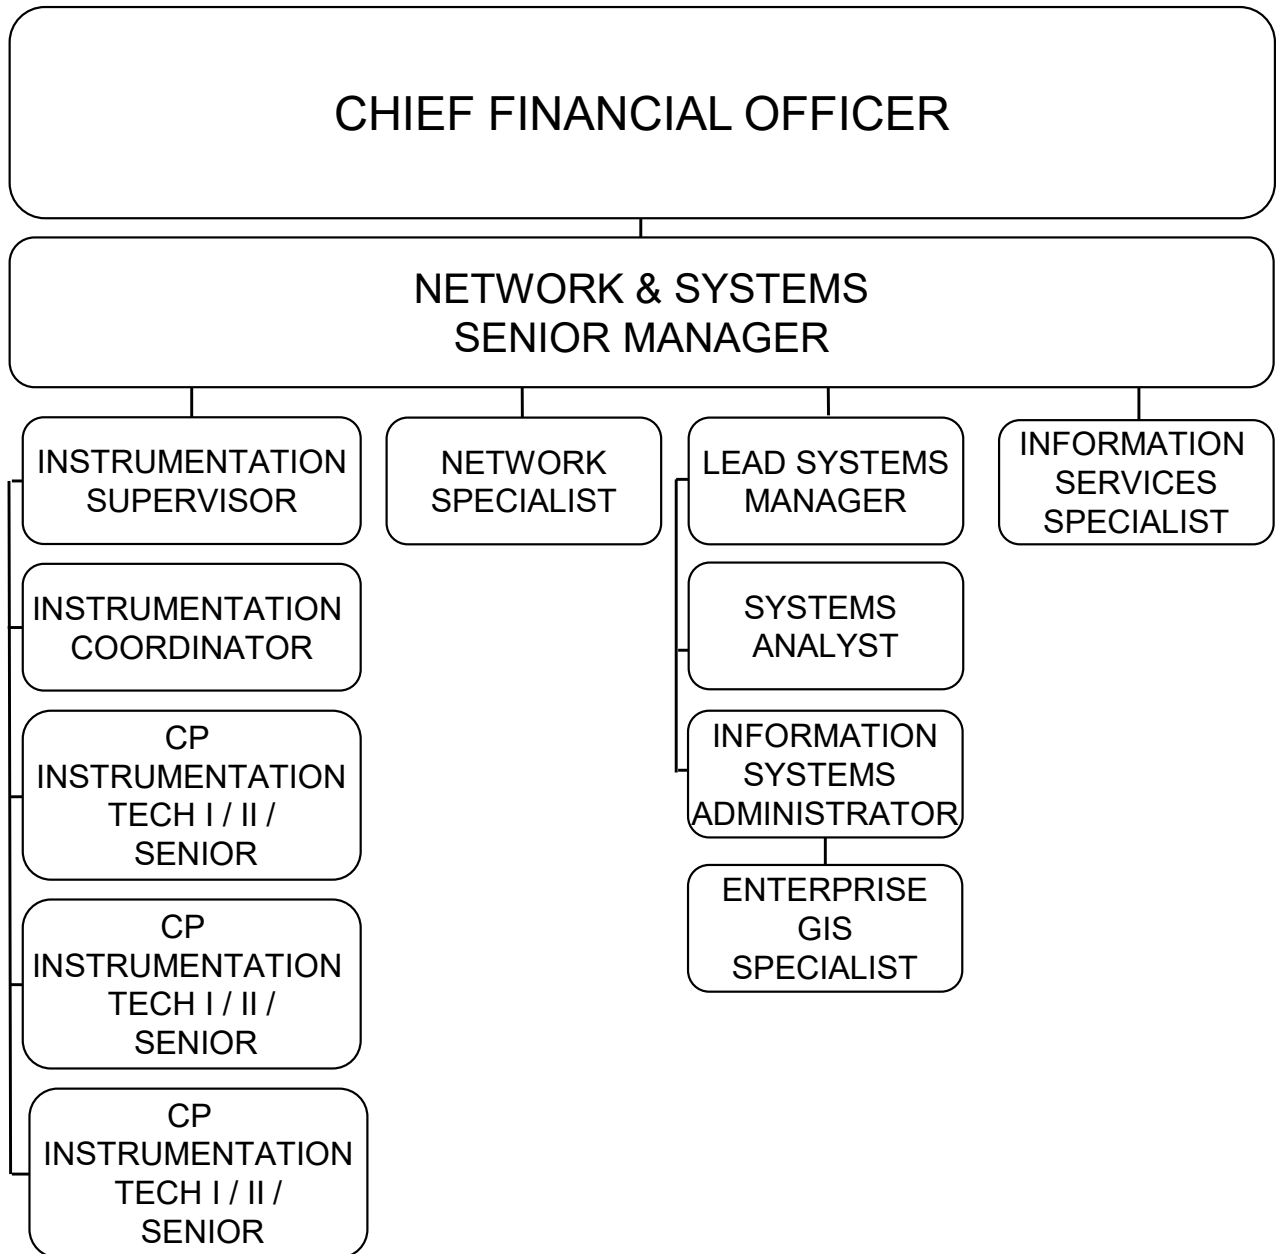 CHIEF FINANCIAL OFFICER
NETWORK & SYSTEMS
SENIOR MANAGER
INSTRUMENTATION
SUPERVISOR
INSTRUMENTATION
COORDINATOR
CP
INSTRUMENTATION
TECH I / II /
SENIOR
CP
INSTRUMENTATION
TECH I / II /
SENIOR
CP
INSTRUMENTATION
TECH I / II /
SENIOR
NETWORK
SPECIALIST
LEAD SYSTEMS
MANAGER
SYSTEMS
ANALYST
INFORMATION
SYSTEMS
ADMINISTRATOR
ENTERPRISE
GIS
SPECIALIST
INFORMATION
SERVICES
SPECIALIST